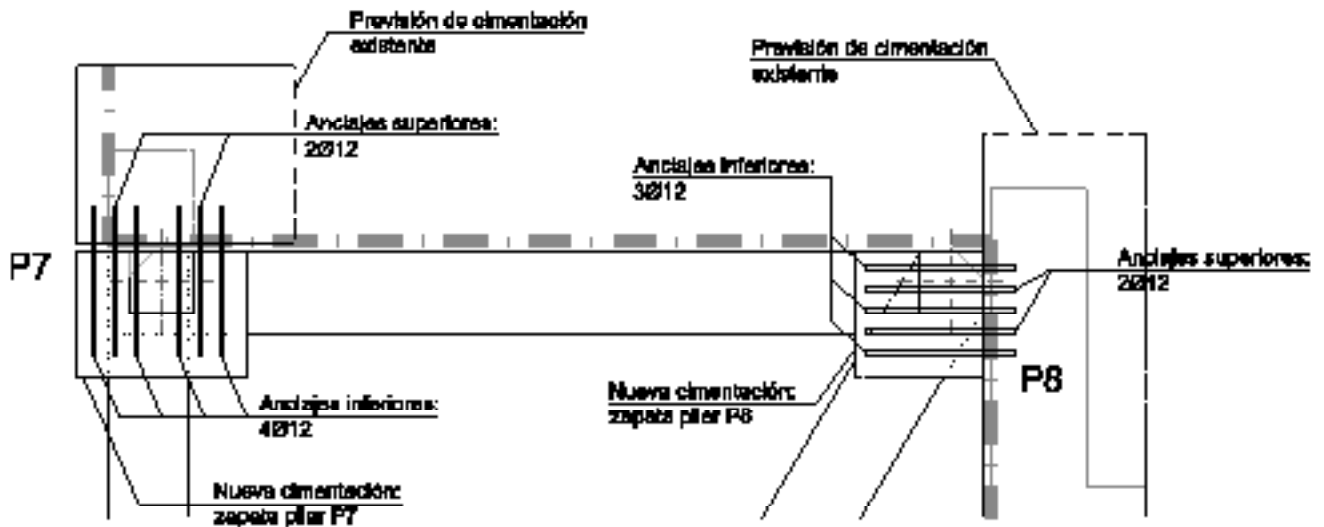 Previsión de cimentación
existente
Previsión de cimentación
existente
Anclajes superiores:
2Ø12
Anclajes inferiores:
3Ø12
P7
Anclajes superiores:
2Ø12
P8
Nueva cimentación:
zapata pilar P8
Anclajes inferiores:
4Ø12
Nueva cimentación:
zapata pilar P7